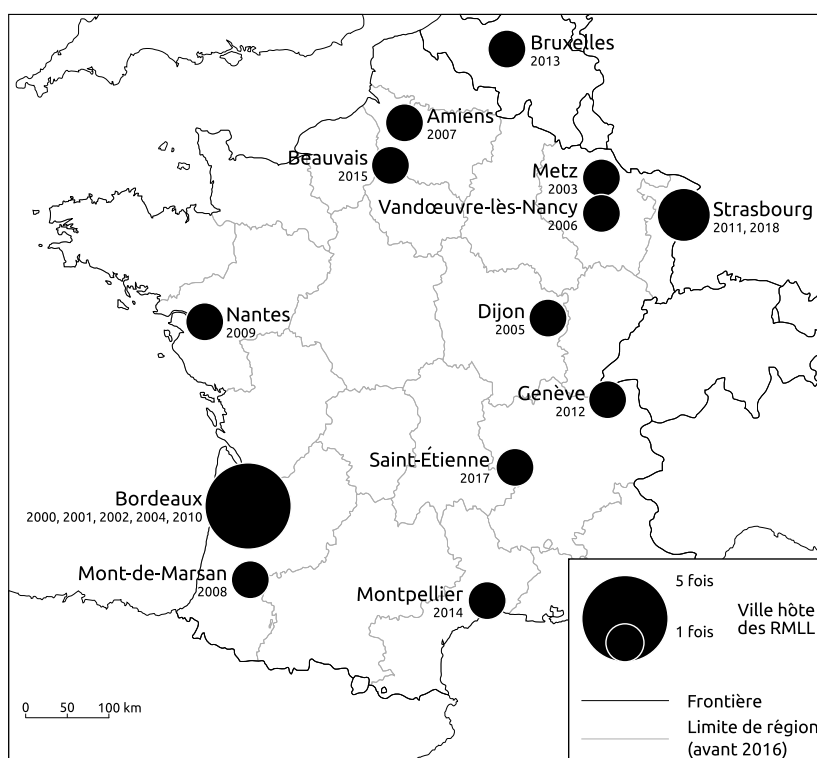 Bruxelles
2013
Amiens
2007
Beauvais
2015
Metz
2003
Vandœuvre-lès-Nancy
2006
Strasbourg
2011, 2018
Nantes
2009
Dijon
2005
Genève
2012
Saint-Étienne
2017
Bordeaux
2000, 2001, 2002, 2004, 2010
Mont-de-Marsan
2008
Montpellier
2014
5 fois
1 fois
Ville hôte
des RMLL
Frontière
Limite de région
(avant 2016)
0 50 100 km